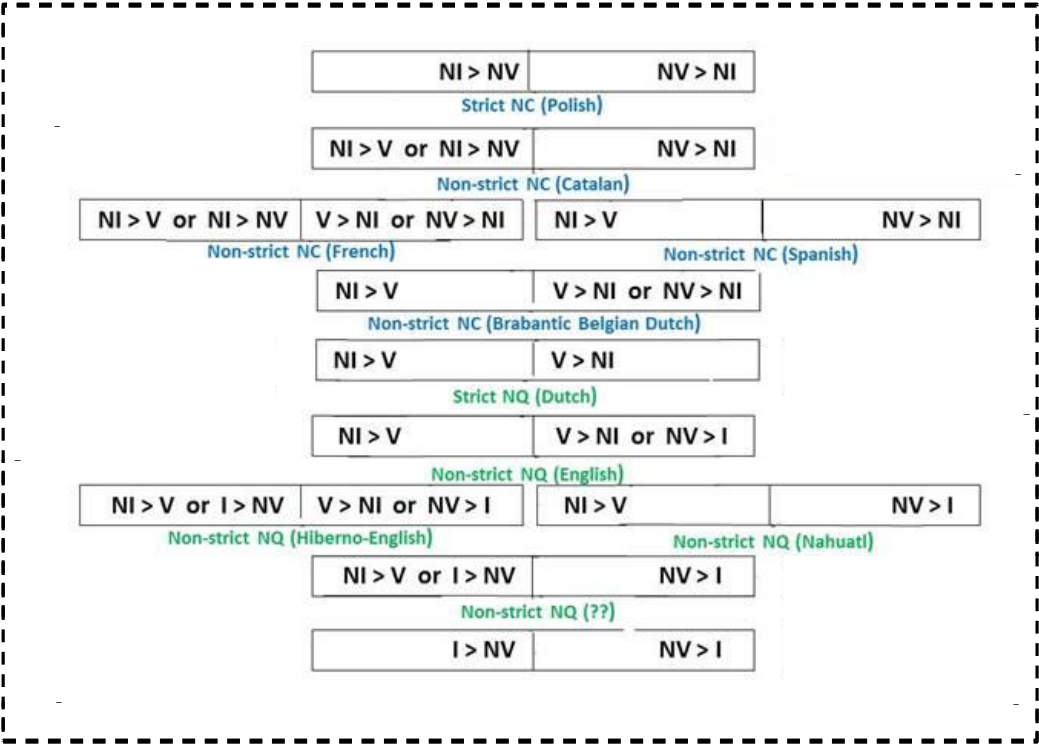 NI > NV NV > NI
Strict NC (Polish)
NI > V or NI > NV NV > NI
Non-strict NC (Catalan)
NI > V or NI > NV V > NI or NV > NI NI > V NV > NI
Non-strict NC (French) Non-strict NC (Spanish)
NI > V V > NI or NV > NI
Non-strict NC (Brabantic Belgian Dutch)
NI > V V > NI
Strict NQ (Dutch)
NI > V V > NI or NV > I
Non-strict NQ (English)
NI > V or I > NV V > NI or NV > I NI > V NV > I
Non-strict NQ (Hiberno-English) Non-strict NQ (Nahuatl)
NI > V or I > NV NV > I
Non-strict NQ (??)
I > NV NV > I